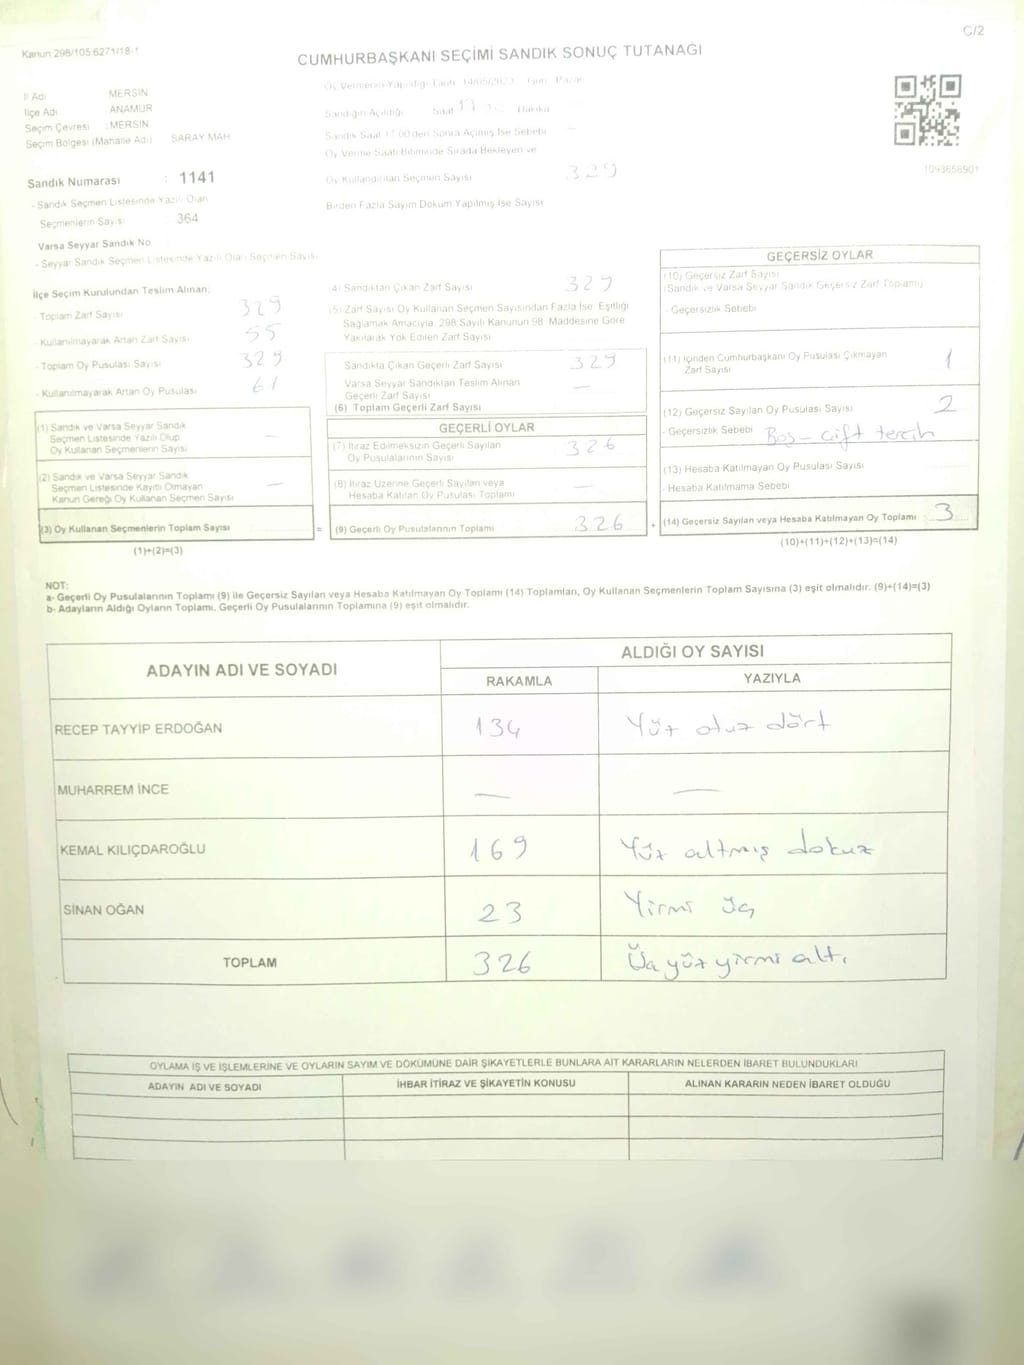 C/2
Kanun 298/105.6271/18-1
CUMHURBAŞKANI SEÇİMİ SANDIK SONUÇ TUTANAĞI
İl Adı MERSİN
İlçe Adı ANAMUR
Seçim Çevresi : MERSİN
Seçim Bölgesi (Mahalle Adı) SARAY MAH.
Sandık Numarası : 1141
- Sandık Seçmen Listesinde Yazılı Olan
Seçmenlerin Sayısı 364
Varsa Seyyar Sandık No
- Seyyar Sandık Seçmen Listesinde Yazılı Olan Seçmen Sayısı
Oy Vermenin Yapıldığı Tarih 14/05/2023 Gün Pazar
Sandığın Açıldığı Saat 17 Dakika
Sandık Saat 17.00'den Sonra Açılmış İse Sebebi —
Oy Verme Saati Bitiminde Sırada Bekleyen ve
Oy Kullandırılan Seçmen Sayısı 329
Birden Fazla Sayım Döküm Yapılmış İse Sayısı
1093658901
İlçe Seçim Kurulundan Teslim Alınan:
- Toplam Zarf Sayısı 329
- Kullanılmayarak Artan Zarf Sayısı 55
- Toplam Oy Pusulası Sayısı 329
- Kullanılmayarak Artan Oy Pusulası 61
(1) Sandık ve Varsa Seyyar Sandık
Seçmen Listesinde Yazılı Olup
Oy Kullanan Seçmenlerin Sayısı —
(2) Sandık ve Varsa Seyyar Sandık
Seçmen Listesinde Kayıtlı Olmayan
Kanun Gereği Oy Kullanan Seçmen Sayısı —
(3) Oy Kullanan Seçmenlerin Toplam Sayısı =
(1)+(2)=(3)
(4) Sandıktan Çıkan Zarf Sayısı 329
(5) Zarf Sayısı Oy Kullanan Seçmen Sayısından Fazla İse, Eşitliği
Sağlamak Amacıyla, 298 Sayılı Kanunun 98. Maddesine Göre
Yakılarak Yok Edilen Zarf Sayısı
Sandıkta Çıkan Geçerli Zarf Sayısı 329
Varsa Seyyar Sandıktan Teslim Alınan
Geçerli Zarf Sayısı —
(6) Toplam Geçerli Zarf Sayısı
GEÇERLİ OYLAR
(7) İtiraz Edilmeksizin Geçerli Sayılan
Oy Pusulalarının Sayısı 326
(8) İtiraz Üzerine Geçerli Sayılan veya
Hesaba Katılan Oy Pusulası Toplamı —
(9) Geçerli Oy Pusulalarının Toplamı 326 +
GEÇERSİZ OYLAR
(10) Geçersiz Zarf Sayısı
(Sandık ve Varsa Seyyar Sandık Geçersiz Zarf Toplamı)
- Geçersizlik Sebebi
(11) İçinden Cumhurbaşkanı Oy Pusulası Çıkmayan
Zarf Sayısı 1
(12) Geçersiz Sayılan Oy Pusulası Sayısı 2
- Geçersizlik Sebebi Boş - çift tercih
(13) Hesaba Katılmayan Oy Pusulası Sayısı
- Hesaba Katılmama Sebebi
(14) Geçersiz Sayılan veya Hesaba Katılmayan Oy Toplamı 3
(10)+(11)+(12)+(13)=(14)
NOT:
a- Geçerli Oy Pusulalarının Toplamı (9) ile Geçersiz Sayılan veya Hesaba Katılmayan Oy Toplamı (14) Toplamları, Oy Kullanan Seçmenlerin Toplam Sayısına (3) eşit olmalıdır. (9)+(14)=(3)
b- Adayların Aldığı Oyların Toplamı, Geçerli Oy Pusulalarının Toplamına (9) eşit olmalıdır.
ADAYIN ADI VE SOYADI ALDIĞI OY SAYISI
RAKAMLA YAZIYLA
RECEP TAYYİP ERDOĞAN 134 Yüz otuz dört
MUHARREM İNCE — —
KEMAL KILIÇDAROĞLU 169 Yüz altmış dokuz
SİNAN OĞAN 23 Yirmi üç
TOPLAM 326 Üçyüz yirmi altı
OYLAMA İŞ VE İŞLEMLERİNE VE OYLARIN SAYIM VE DÖKÜMÜNE DAİR ŞİKAYETLERLE BUNLARA AİT KARARLARIN NELERDEN İBARET BULUNDUKLARI
ADAYIN ADI VE SOYADI İHBAR İTİRAZ VE ŞİKAYETİN KONUSU ALINAN KARARIN NEDEN İBARET OLDUĞU